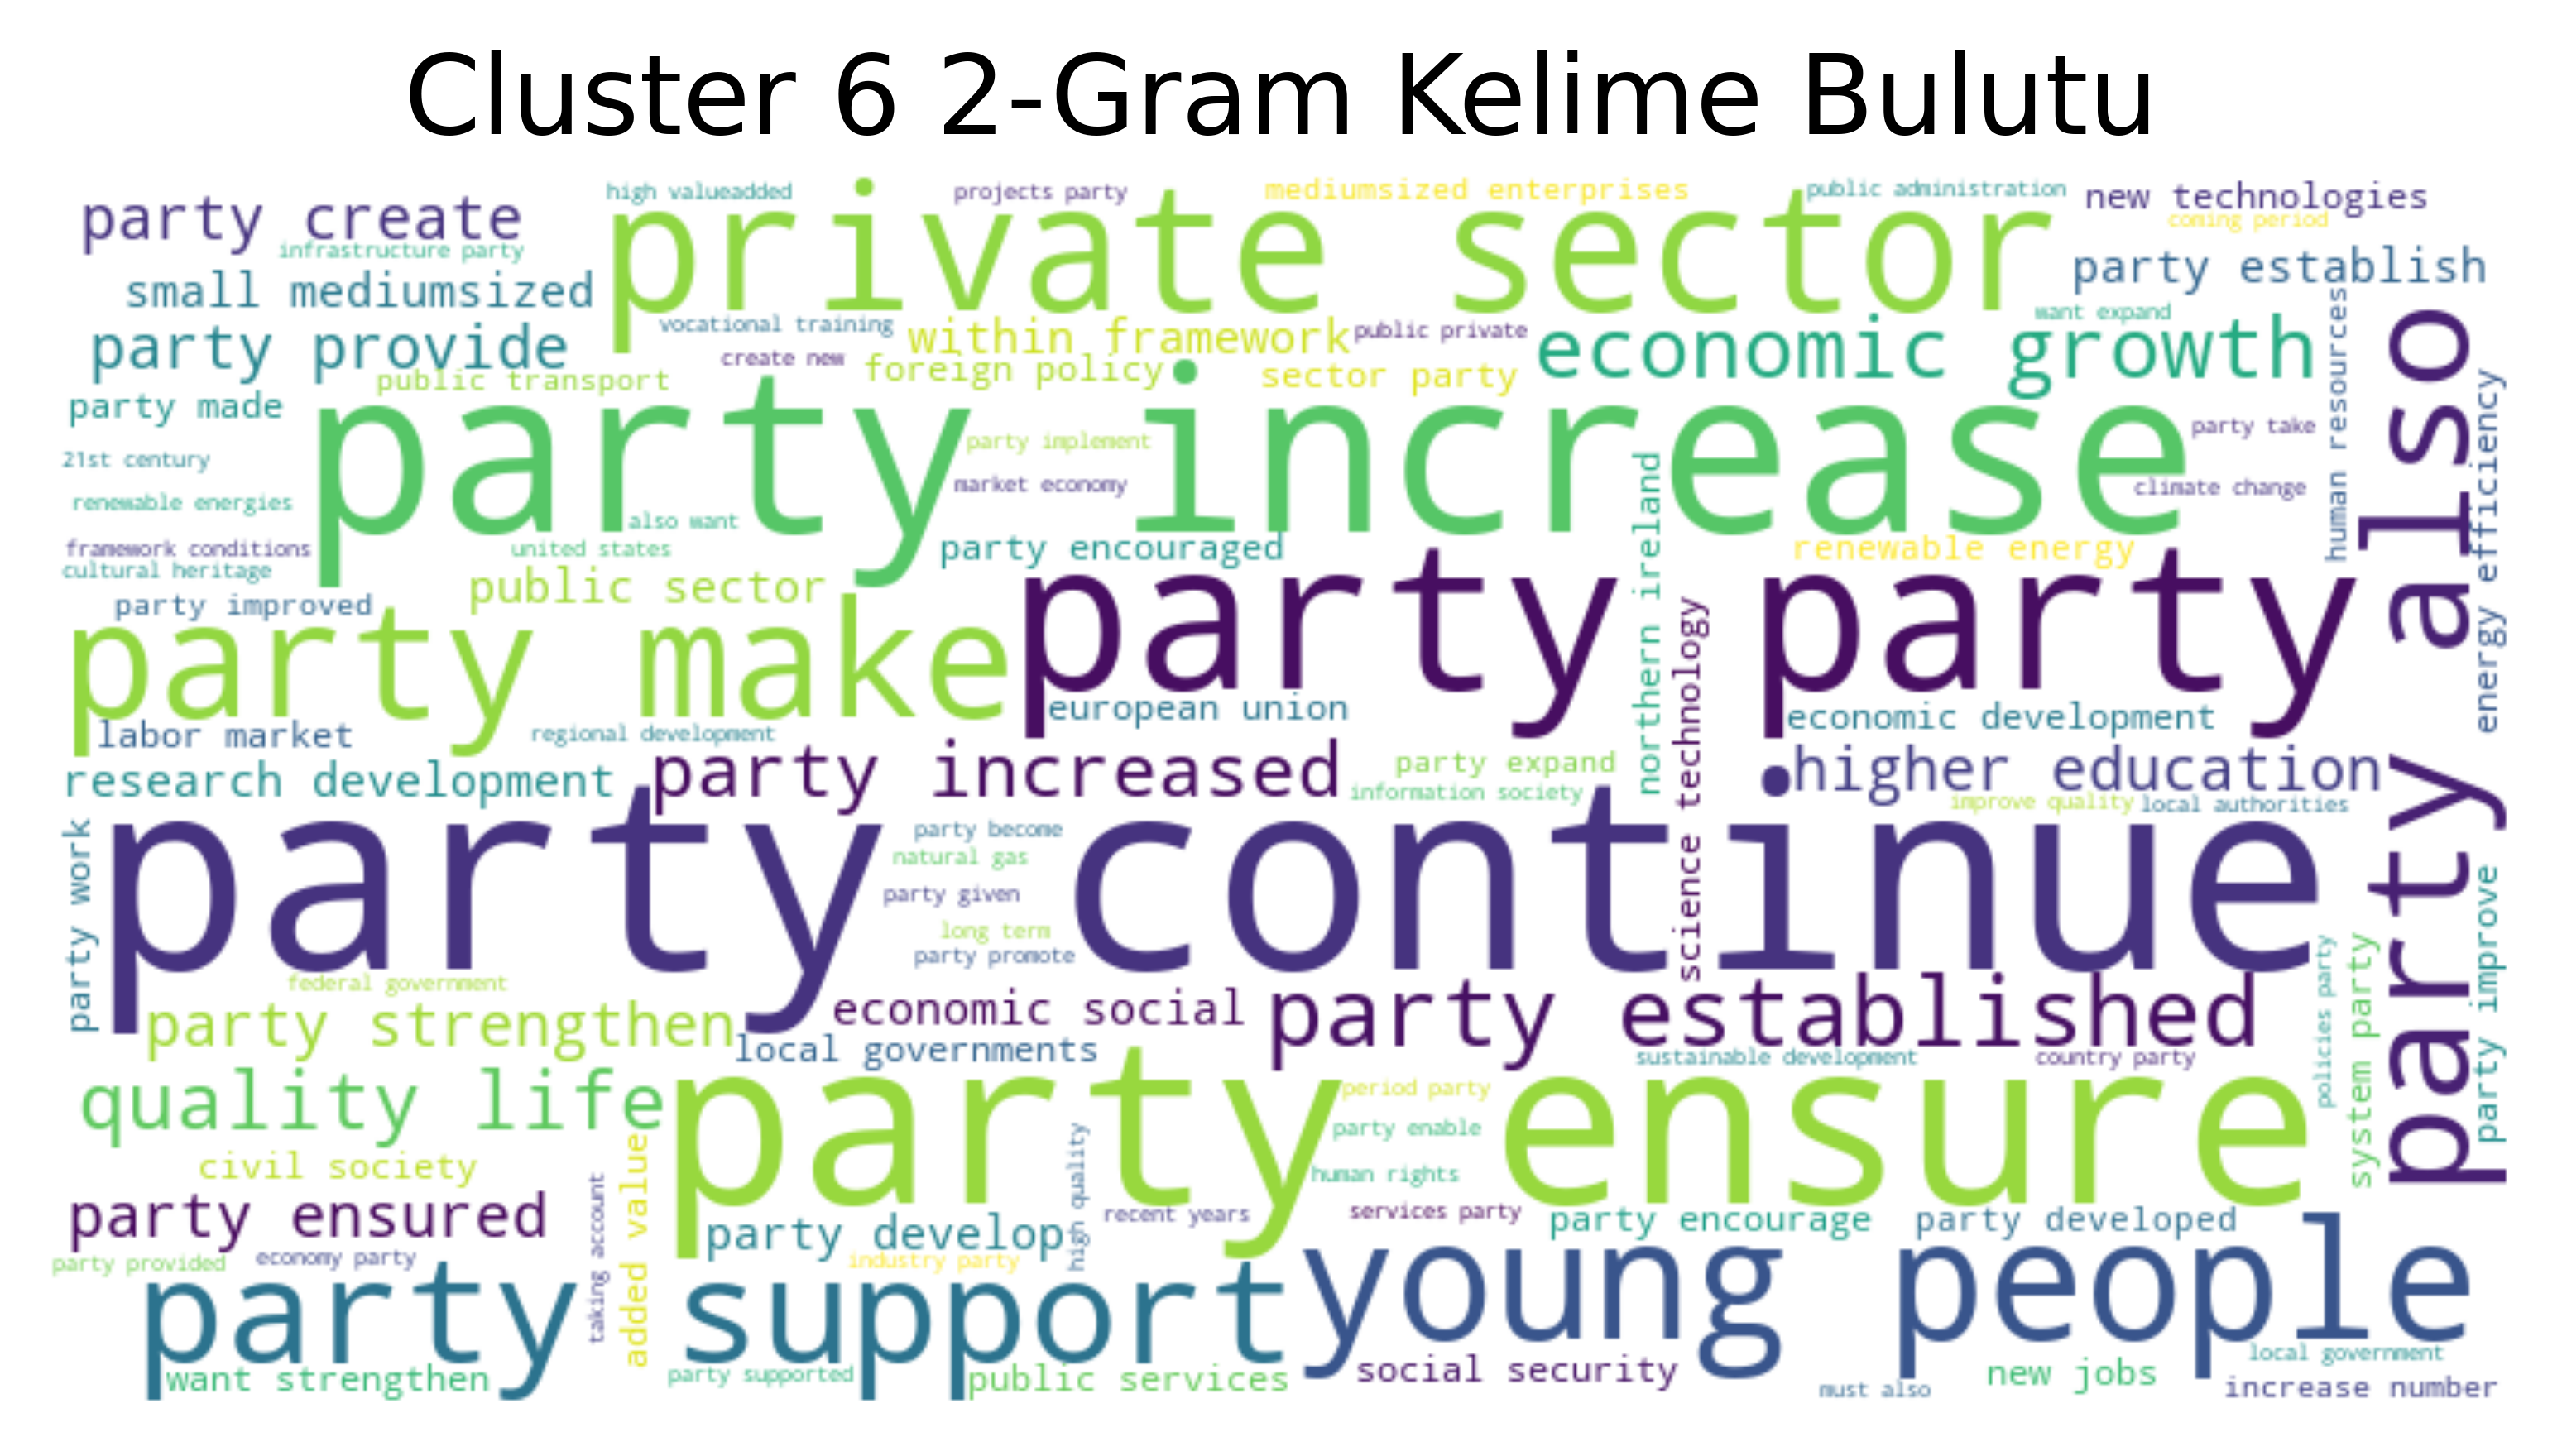 Cluster 6 2-Gram Kelime Bulutu
high valueadded
projects party
mediumsized enterprises
public administration
new technologies
party create
private sector
coming period
infrastructure party
party establish
small mediumsized
want expand
vocational training
within framework
public private
economic growth
party provide
create new
foreign policy
sector party
public transport
human resources
party also
energy efficiency
party made
party increase
party take
party implement
21st century
market economy
climate change
renewable energies
also want
northern ireland
framework conditions
united states
party encouraged
renewable energy
cultural heritage
public sector
party improved
party make
party party
science technology
european union
economic development
labor market
regional development
research development
party increased
party expand
higher education
information society
improve quality
local authorities
party work
party continue
party become
natural gas
party given
long term
party promote
party improve
federal government
policies party
system party
party strengthen
economic social
party established
local governments
sustainable development
country party
quality life
party ensure
period party
party enable
civil society
added value
high quality
human rights
taking account
party ensured
recent years
services party
party encourage
party developed
party develop
party provided
economy party
industry party
party support
young people
want strengthen
party supported
public services
social security
local government
new jobs
must also
increase number